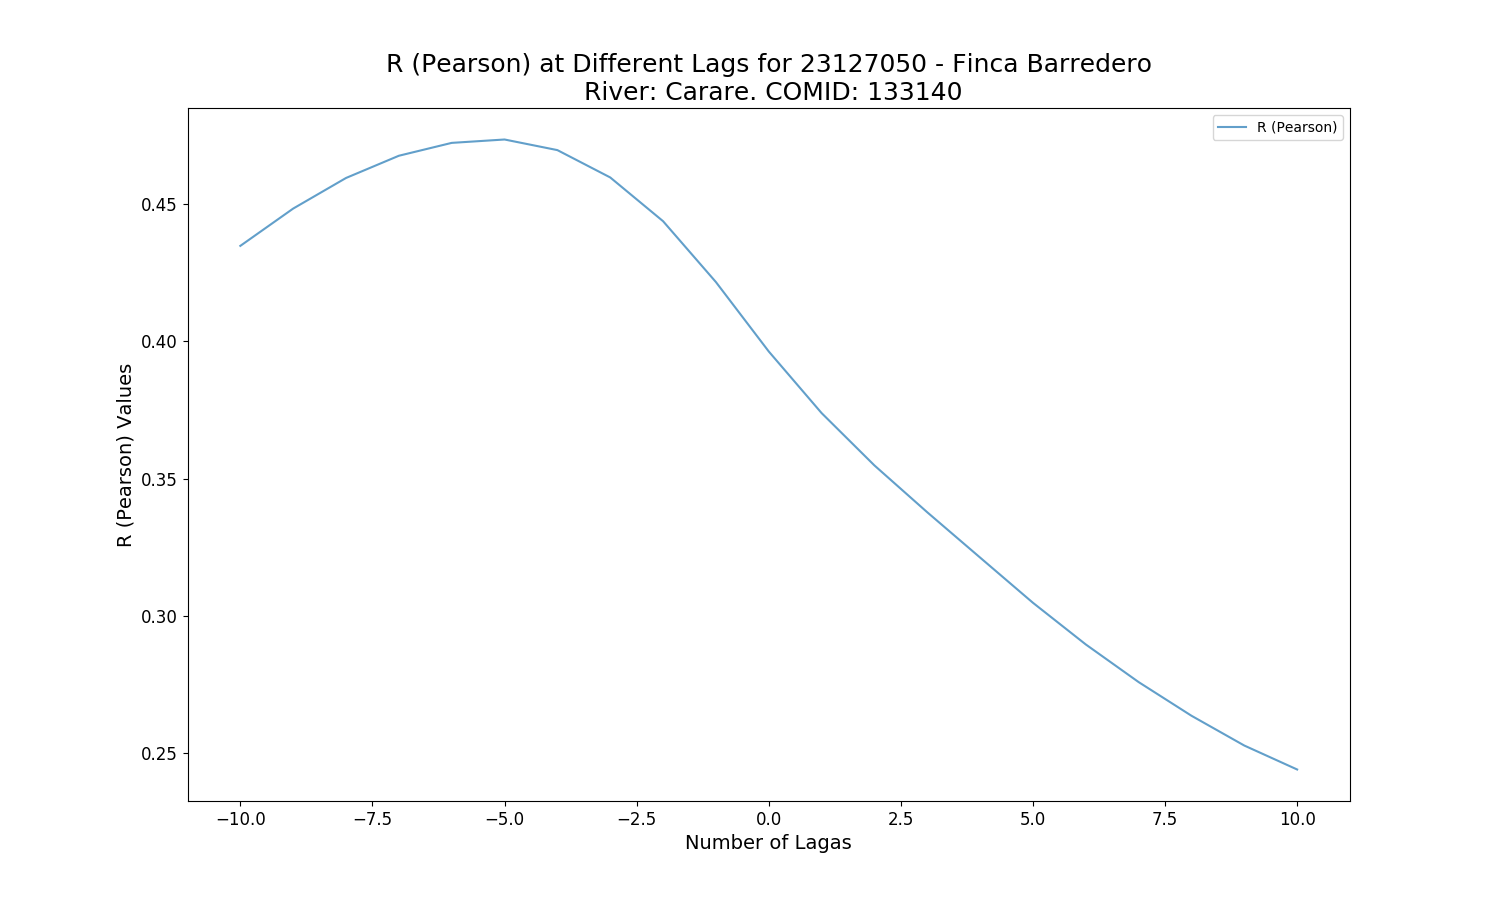 R (Pearson) at Different Lags for 23127050 - Finca Barredero
River: Carare. COMID: 133140
R (Pearson)
R (Pearson) Values
0.45
0.40
0.35
0.30
0.25
−10.0 −7.5 −5.0 −2.5 0.0 2.5 5.0 7.5 10.0
Number of Lagas